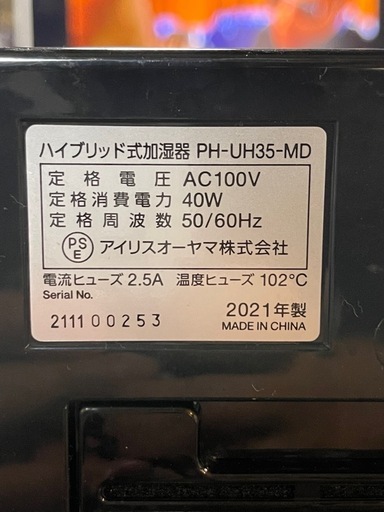 ハイブリッド式加湿器 PH-UH35-MD
定格電圧 AC100V
定格消費電力 40W
定格周波数 50/60Hz
PS
E アイリスオーヤマ株式会社
電流ヒューズ 2.5A 温度ヒューズ 102℃
Serial No.
211100253
2021年製
MADE IN CHINA